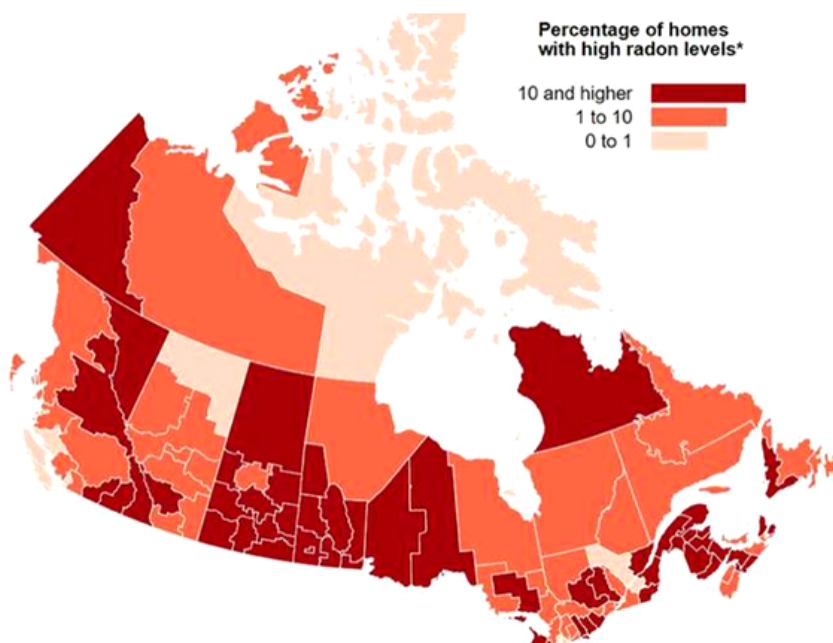 Percentage of homes
with high radon levels*
10 and higher
1 to 10
0 to 1